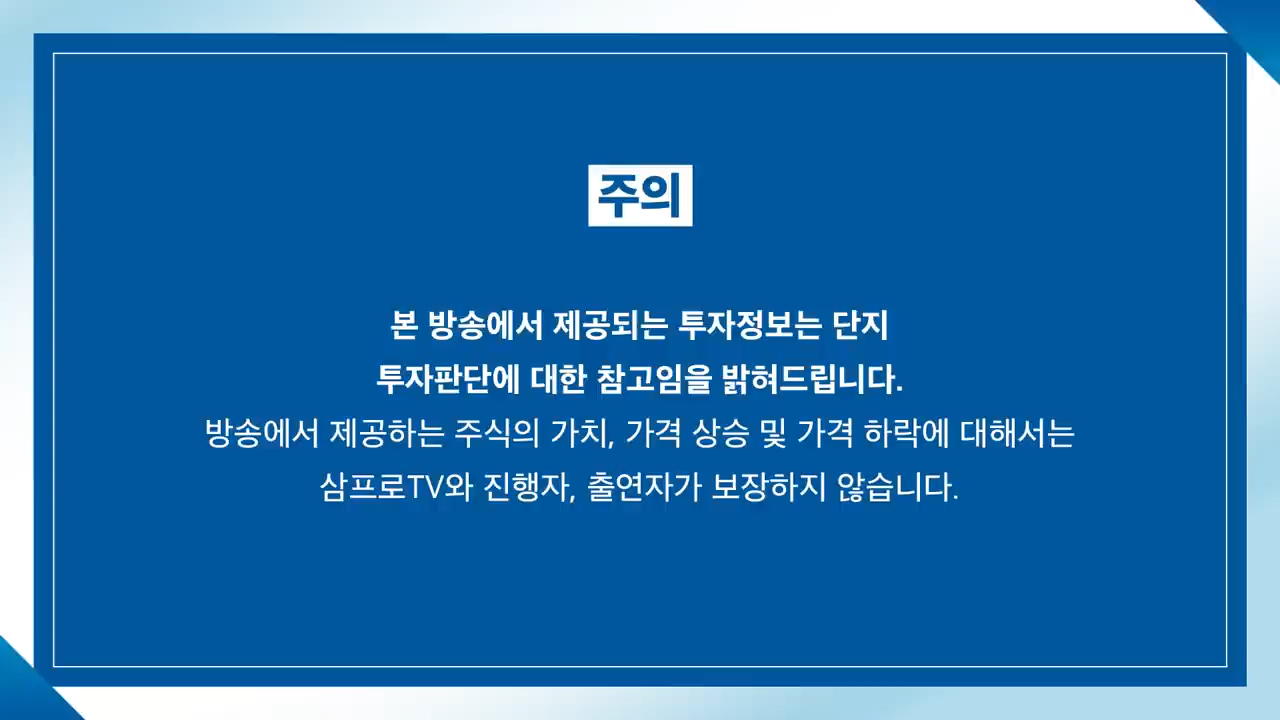 주의
본 방송에서 제공되는 투자정보는 단지
투자판단에 대한 참고임을 밝혀드립니다.
방송에서 제공하는 주식의 가치, 가격 상승 및 가격 하락에 대해서는
삼프로TV와 진행자, 출연자가 보장하지 않습니다.